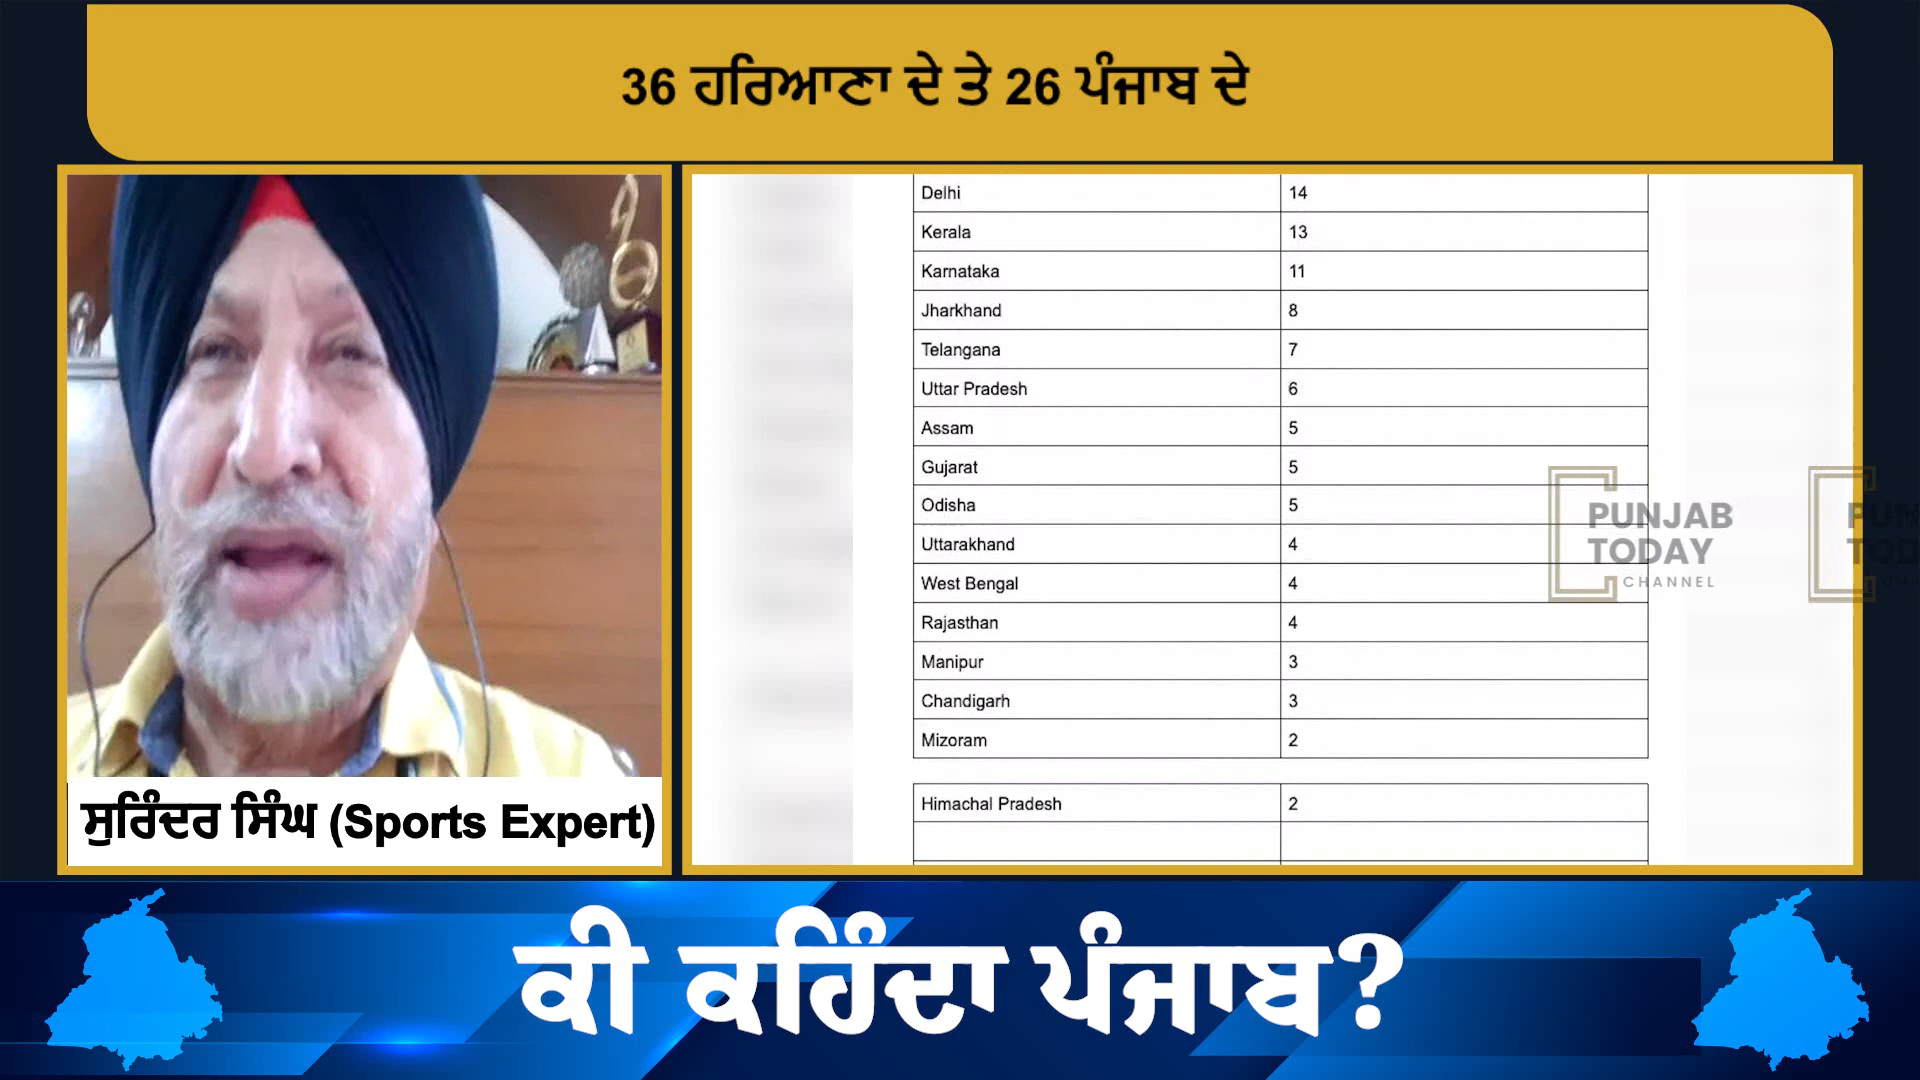 36 ਹਰਿਆਣਾ ਦੇ ਤੇ 26 ਪੰਜਾਬ ਦੇ
Delhi 14
Kerala 13
Karnataka 11
Jharkhand 8
Telangana 7
Uttar Pradesh 6
Assam 5
Gujarat 5
Odisha 5
Uttarakhand 4
West Bengal 4
Rajasthan 4
Manipur 3
Chandigarh 3
Mizoram 2
Himachal Pradesh 2
PUNJAB
TODAY
CHANNEL
ਸੁਰਿੰਦਰ ਸਿੰਘ (Sports Expert)
ਕੀ ਕਹਿੰਦਾ ਪੰਜਾਬ?